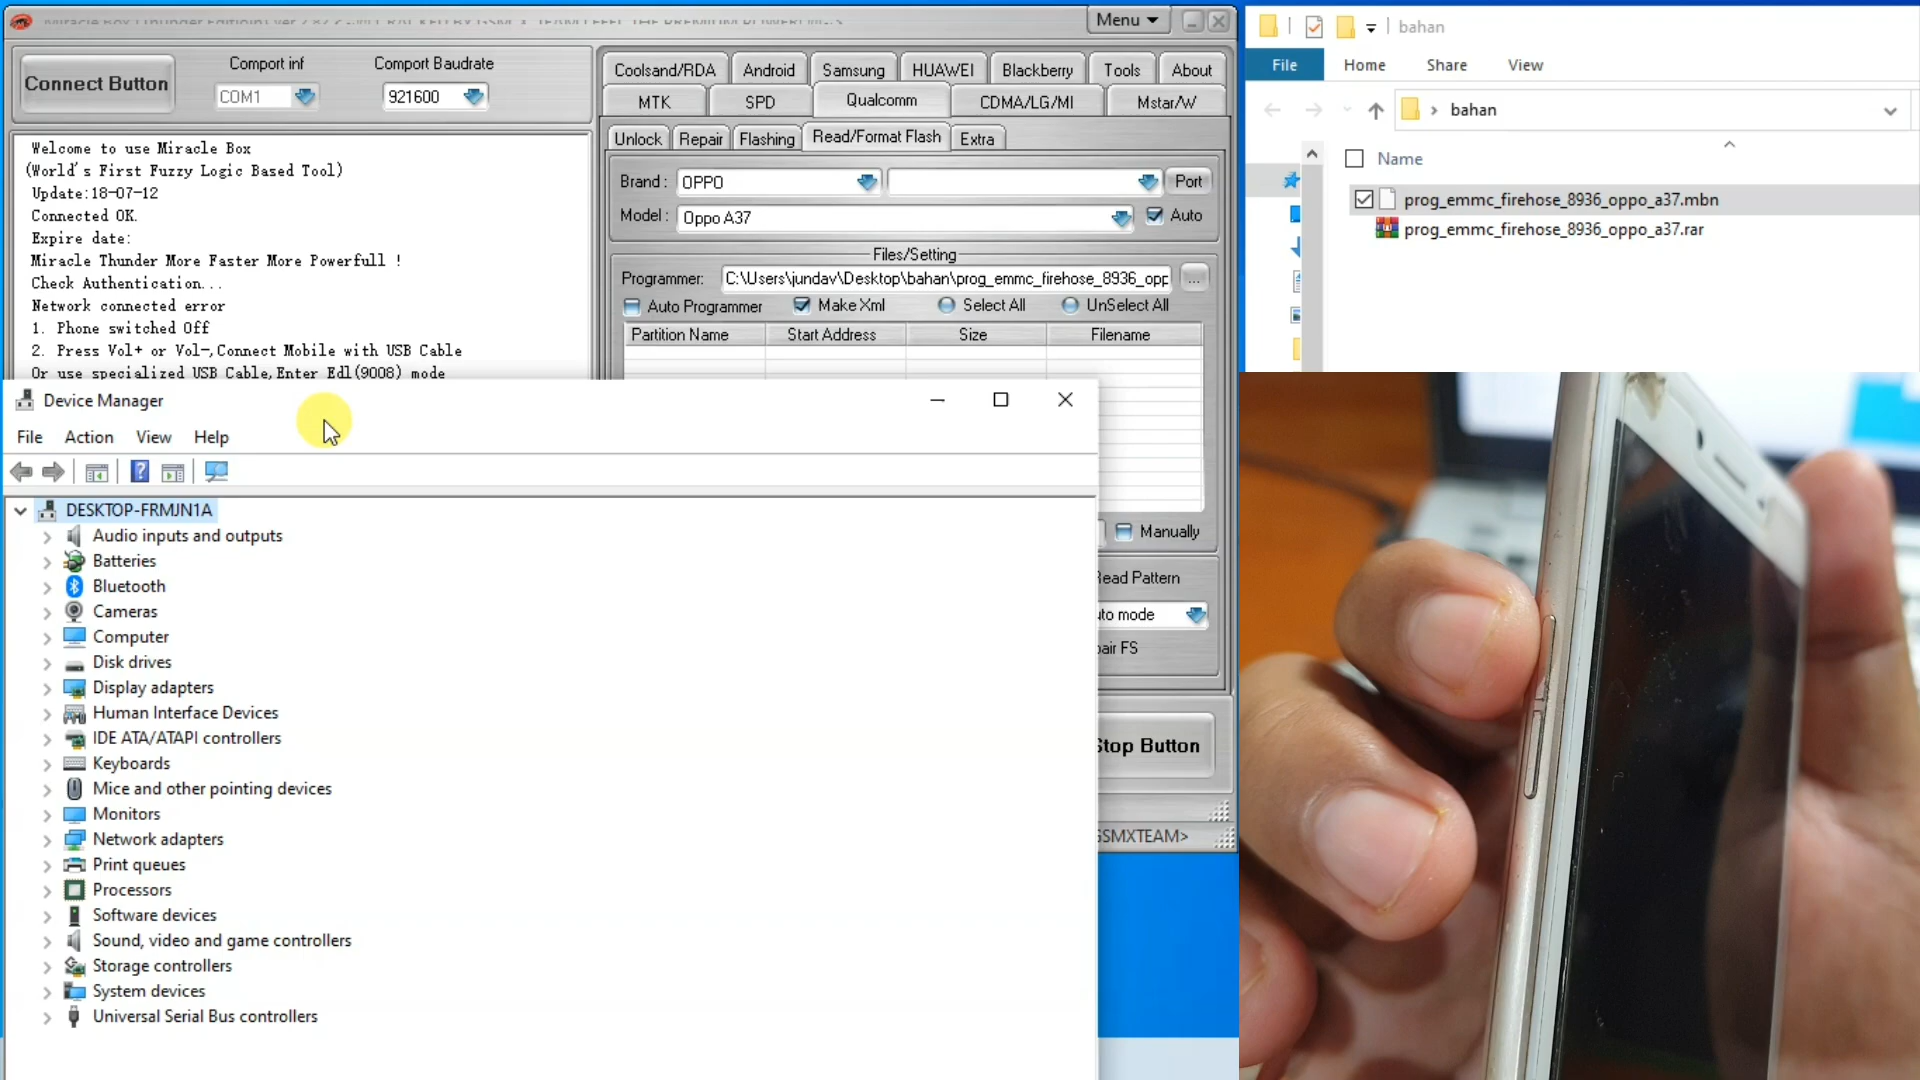 Menu
Connect Button
Comport inf
Comport Baudrate
COM1
921600
Coolsand/RDA
Android
Samsung
HUAWEI
Blackberry
Tools
About
MTK
SPD
Qualcomm
CDMA/LG/MI
Mstar/W
Unlock
Repair
Flashing
Read/Format Flash
Extra
Welcome to use Miracle Box
(World's First Fuzzy Logic Based Tool)
Update:18-07-12
Connected OK.
Expire date:
Miracle Thunder More Faster More Powerfull !
Check Authentication...
Network connected error
1. Phone switched Off
2. Press Vol+ or Vol-,Connect Mobile with USB Cable
Or use specialized USB Cable,Enter Edl(9008) mode
Brand :
OPPO
Port
Model :
Oppo A37
Auto
Files/Setting
Programmer:
C:\Users\jundav\Desktop\bahan\prog_emmc_firehose_8936_opp
...
Auto Programmer
Make Xml
Select All
UnSelect All
Partition Name
Start Address
Size
Filename
Manually
Read Pattern
uto mode
pair FS
Stop Button
GSMXTEAM>
Device Manager
File
Action
View
Help
DESKTOP-FRMJN1A
Audio inputs and outputs
Batteries
Bluetooth
Cameras
Computer
Disk drives
Display adapters
Human Interface Devices
IDE ATA/ATAPI controllers
Keyboards
Mice and other pointing devices
Monitors
Network adapters
Print queues
Processors
Software devices
Sound, video and game controllers
Storage controllers
System devices
Universal Serial Bus controllers
bahan
File
Home
Share
View
bahan
Name
prog_emmc_firehose_8936_oppo_a37.mbn
prog_emmc_firehose_8936_oppo_a37.rar